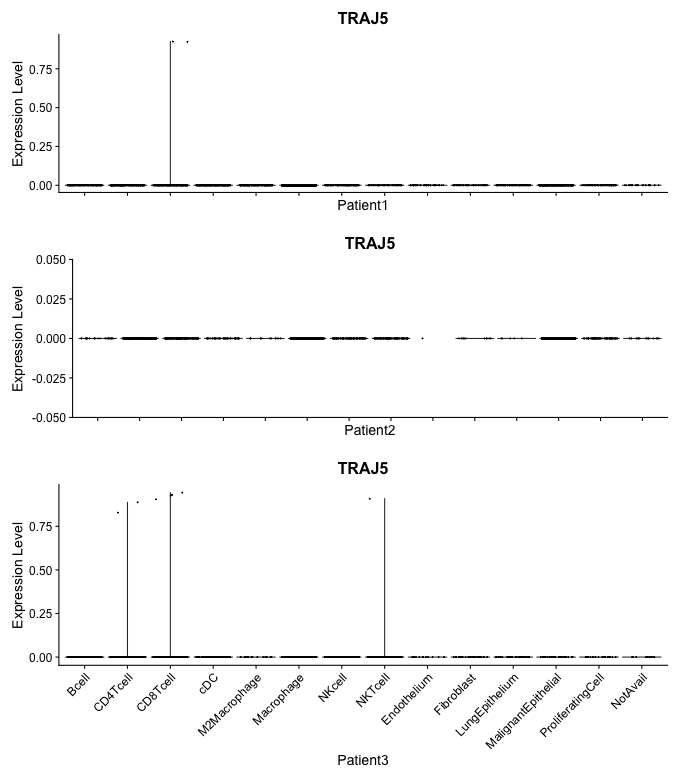 TRAJ5
Expression Level
0.75
0.50
0.25
0.00
Patient1
TRAJ5
Expression Level
0.050
0.025
0.000
-0.025
-0.050
Patient2
TRAJ5
Expression Level
0.75
0.50
0.25
0.00
Bcell
CD4Tcell
CD8Tcell
cDC
M2Macrophage
Macrophage
NKcell
NKTcell
Endothelium
Fibroblast
LungEpithelium
MalignantEpithelial
ProliferatingCell
NotAvail
Patient3